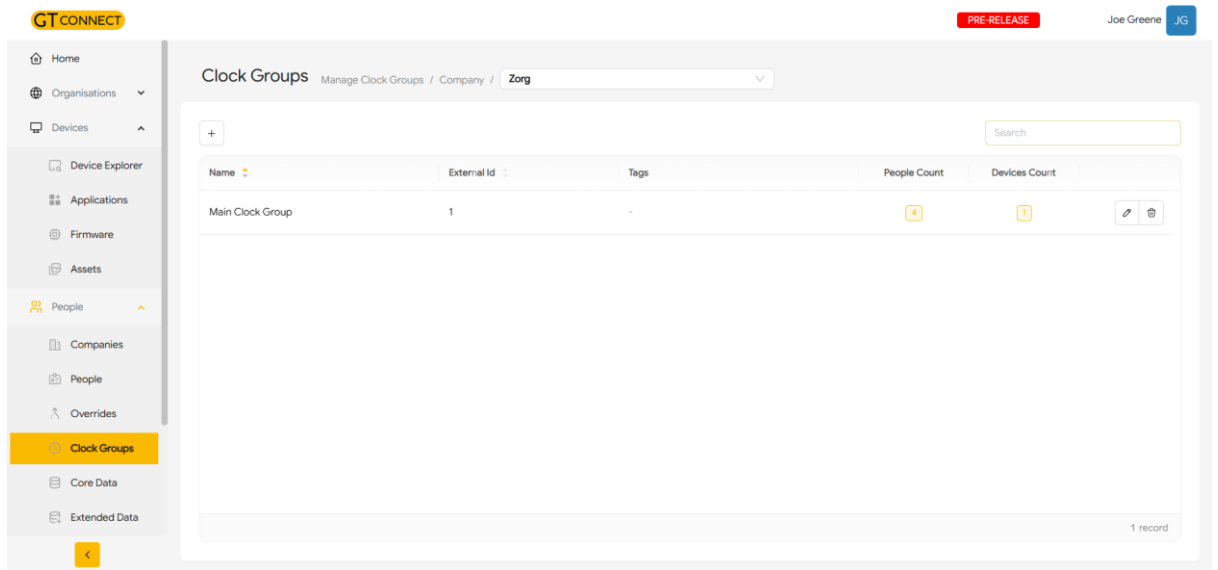 GT CONNECT
PRE-RELEASE
Joe Greene
JG
Home
Organisations
Devices
Device Explorer
Applications
Firmware
Assets
People
Companies
People
Overrides
Clock Groups
Core Data
Extended Data
Clock Groups Manage Clock Groups / Company / Zorg
+
Search
Name External Id Tags People Count Devices Count
Main Clock Group 1 - 4 1
1 record